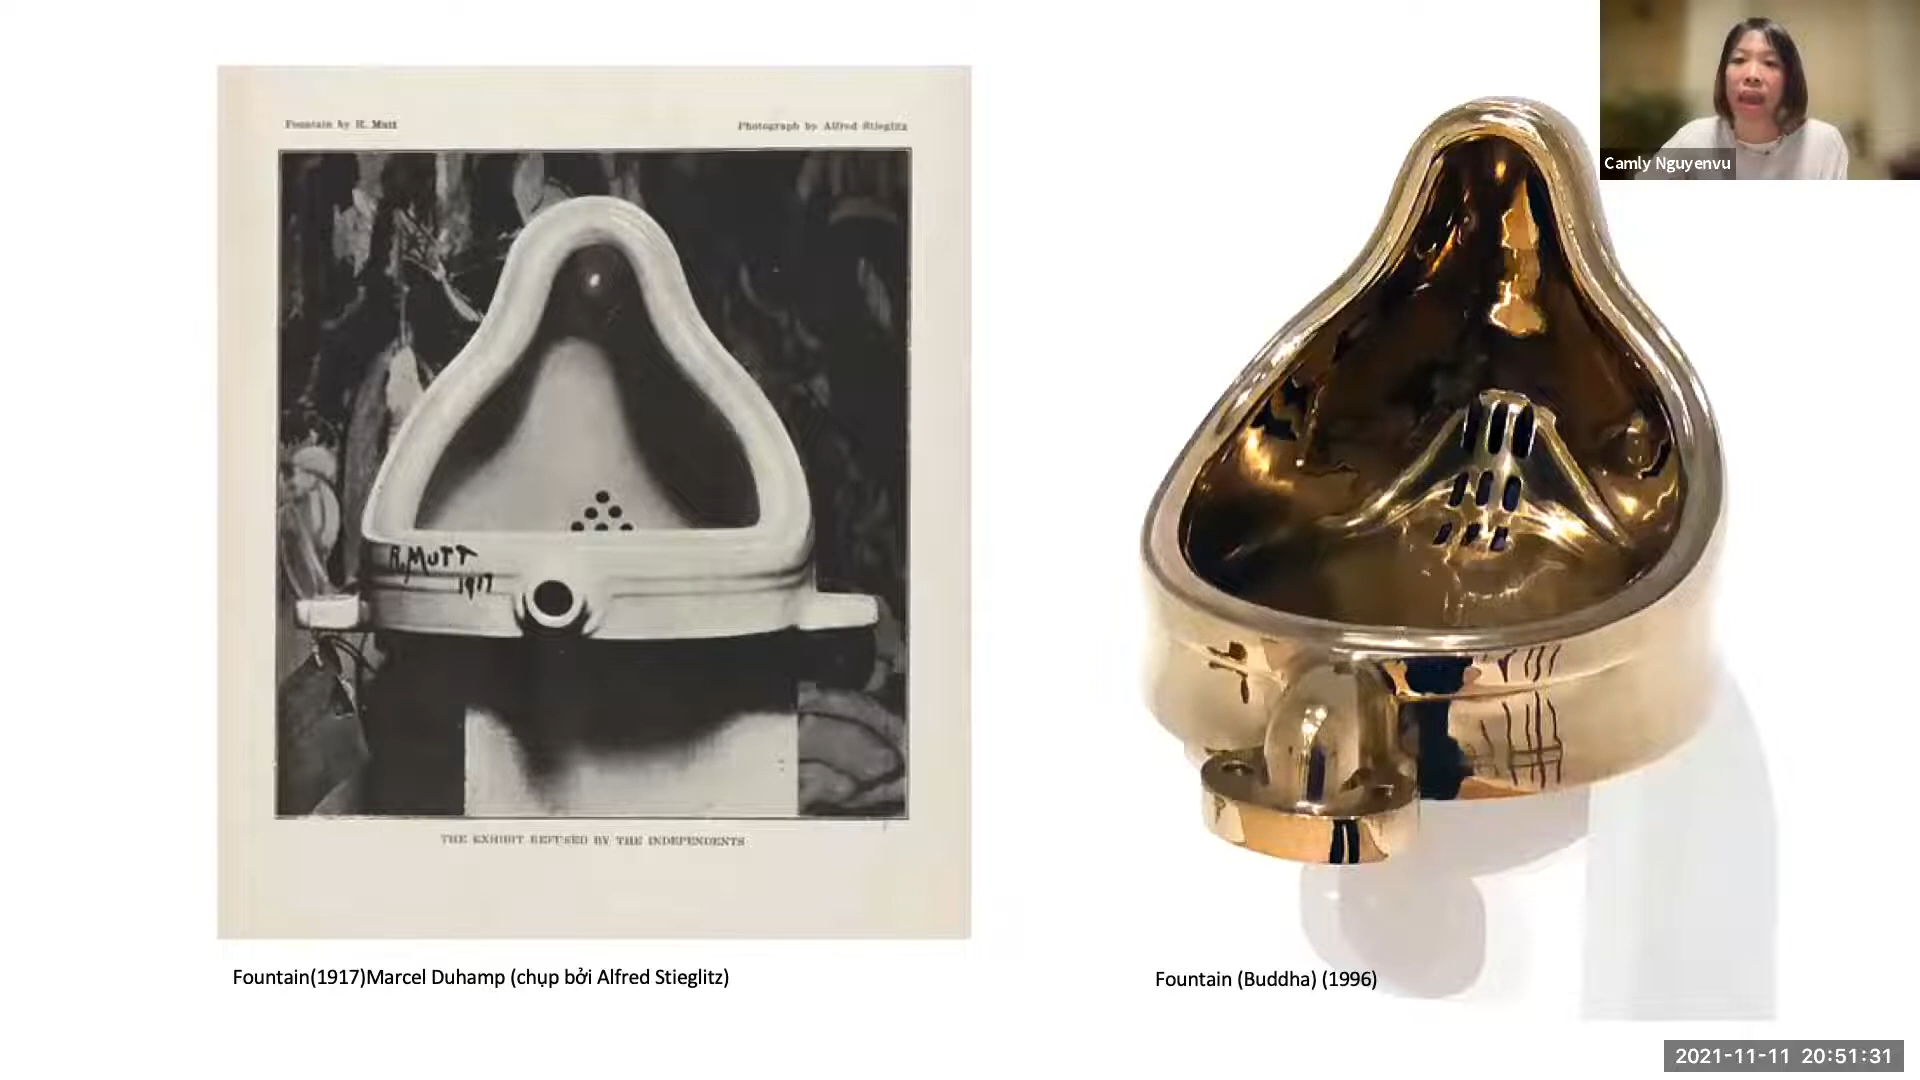 Fountain by R. Mutt
Photograph by Alfred Stieglitz
R. MUTT
1917
THE EXHIBIT REFUSED BY THE INDEPENDENTS
Fountain(1917)Marcel Duhamp (chụp bởi Alfred Stieglitz)
Fountain (Buddha) (1996)
Camly Nguyenvu
2021-11-11 20:51:31